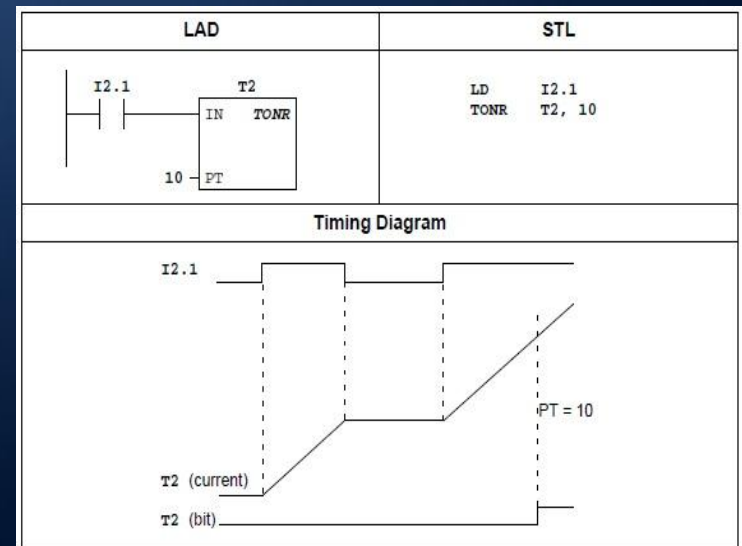 LAD
STL
I2.1
T2
IN TONR
10
PT
LD I2.1
TONR T2, 10
Timing Diagram
I2.1
PT = 10
T2 (current)
T2 (bit)